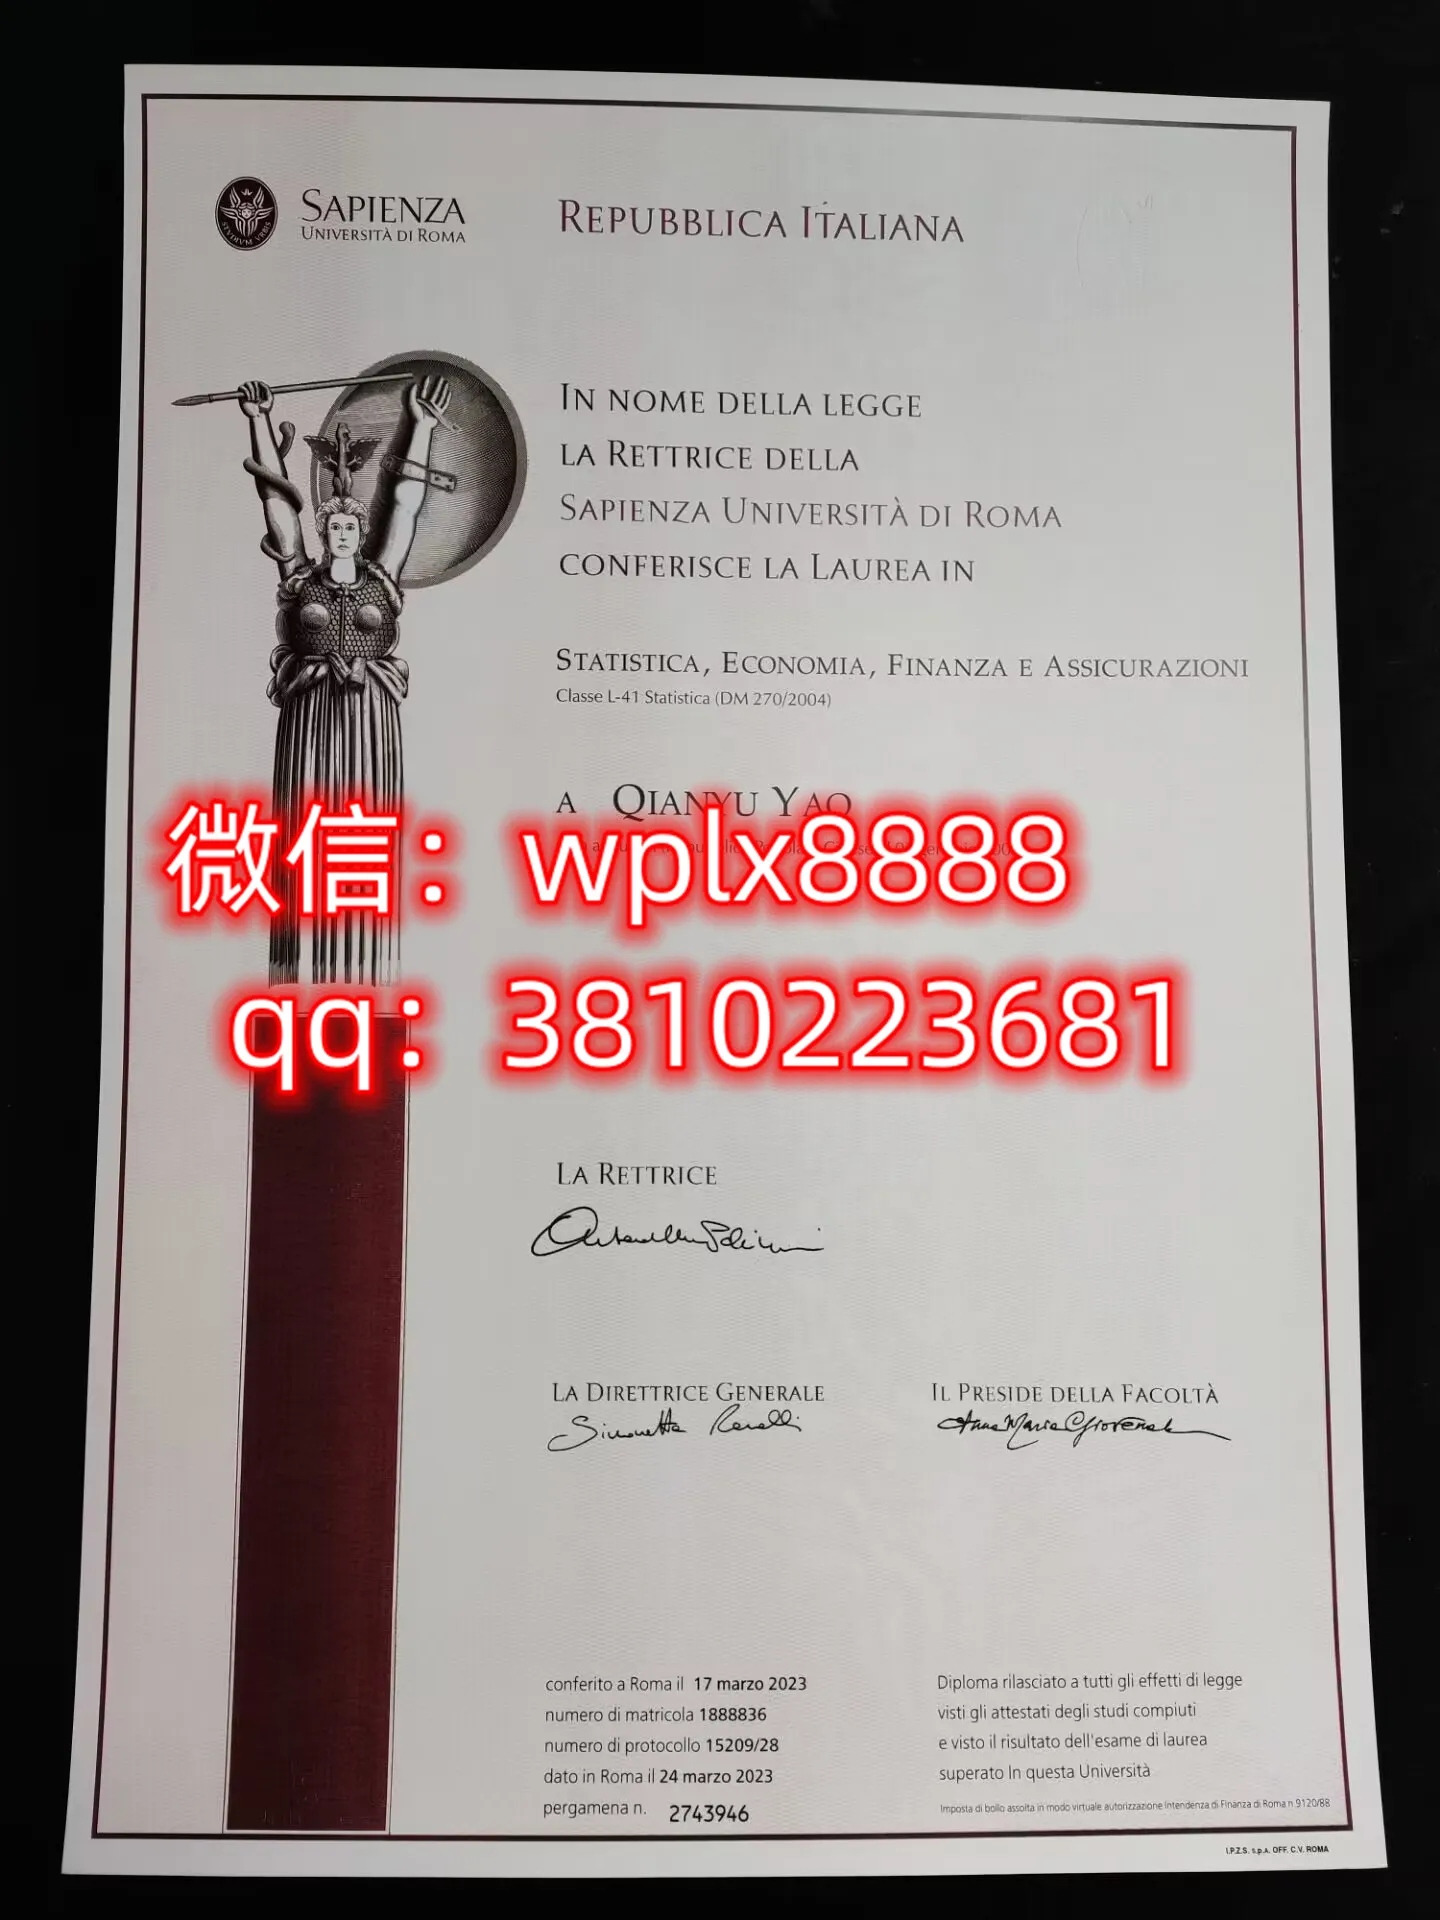 SAPIENZA
UNIVERSITÀ DI ROMA
STVDIVM VRBIS
REPUBBLICA ITALIANA
IN NOME DELLA LEGGE
LA RETTRICE DELLA
SAPIENZA UNIVERSITÀ DI ROMA
CONFERISCE LA LAUREA IN
STATISTICA, ECONOMIA, FINANZA E ASSICURAZIONI
Classe L-41 Statistica (DM 270/2004)
A QIANYU YAO
微信：wplx8888
qq：3810223681
LA RETTRICE
LA DIRETTRICE GENERALE
Simonetta Ranalli
IL PRESIDE DELLA FACOLTÀ
conferito a Roma il 17 marzo 2023
numero di matricola 1888836
numero di protocollo 15209/28
dato in Roma il 24 marzo 2023
pergamena n. 2743946
Diploma rilasciato a tutti gli effetti di legge
visti gli attestati degli studi compiuti
e visto il risultato dell'esame di laurea
superato In questa Università
Imposta di bollo assolta in modo virtuale autorizzazione Intendenza di Finanza di Roma n 9120/88
I.P.Z.S. s.p.A. OFF. C.V. ROMA